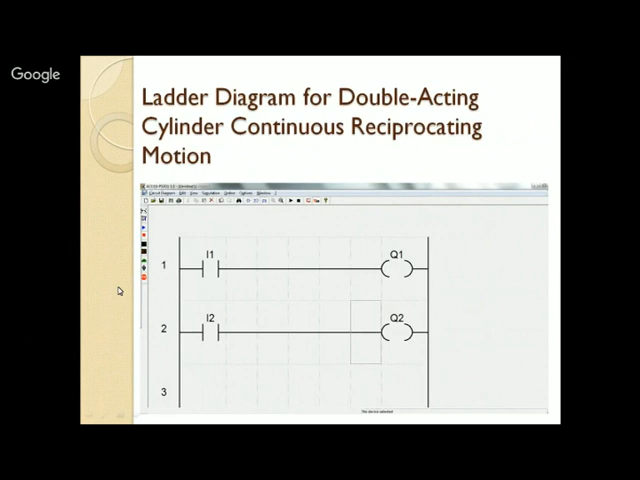 Google
Ladder Diagram for Double-Acting
Cylinder Continuous Reciprocating
Motion
I1 Q1
1
I2 Q2
2
3